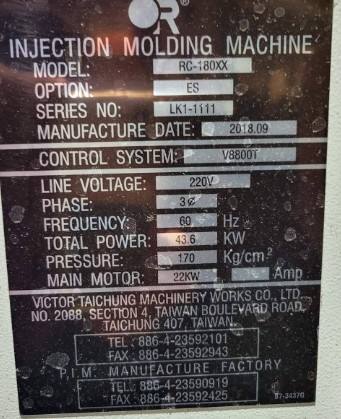 INJECTION MOLDING MACHINE
MODEL: RC-180XX
OPTION: ES
SERIES NO: LK1-1111
MANUFACTURE DATE: 2018.09
CONTROL SYSTEM: V8800T
LINE VOLTAGE: 220V
PHASE: 3Ø
FREQUENCY: 60 Hz
TOTAL POWER: 43.6 KW
PRESSURE: 170 Kg/cm²
MAIN MOTOR: 22KW Amp
VICTOR TAICHUNG MACHINERY WORKS CO., LTD.
NO. 2088, SECTION 4, TAIWAN BOULEVARD ROAD,
TAICHUNG 407, TAIWAN.
TEL: 886-4-23592101
FAX: 886-4-23592943
P.I.M. MANUFACTURE FACTORY
TEL: 886-4-23590919
FAX: 886-4-23592425